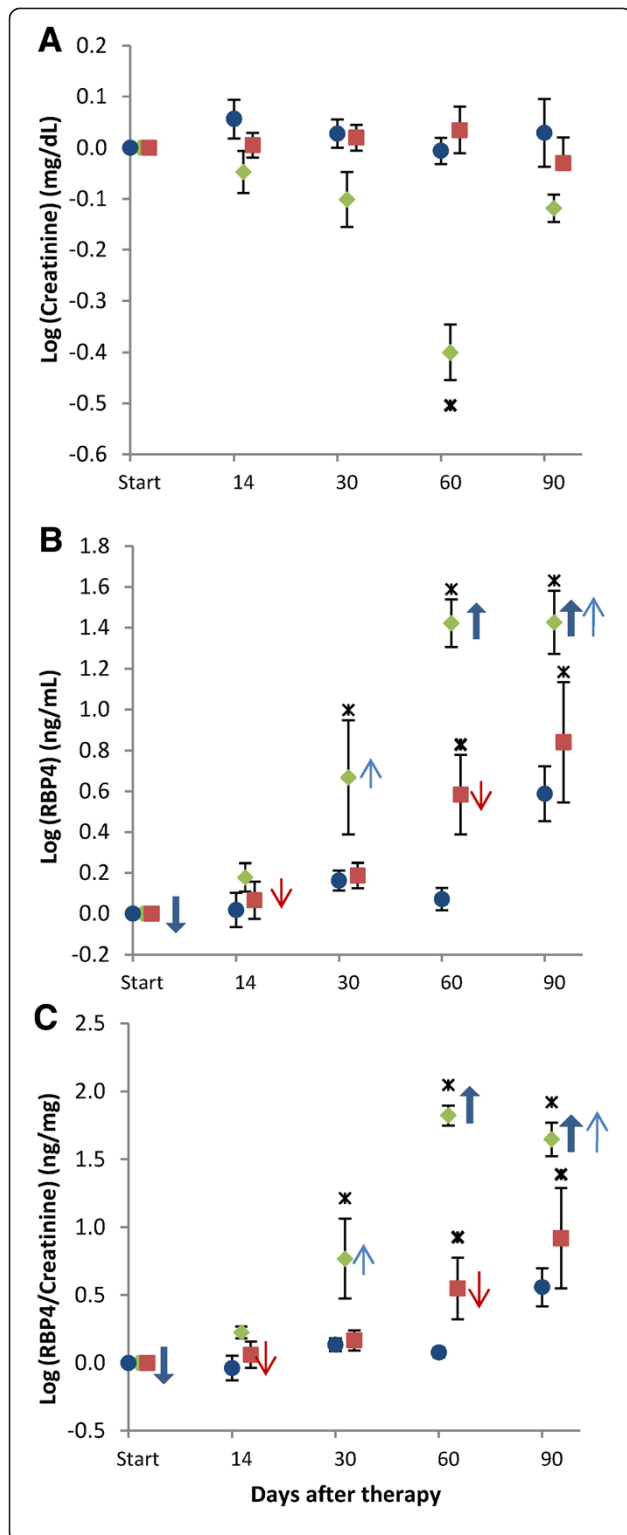 A
Log (Creatinine) (mg/dL)
0.2
0.1
0.0
-0.1
-0.2
-0.3
-0.4
-0.5
-0.6
Start 14 30 60 90
B
Log (RBP4) (ng/mL)
1.8
1.6
1.4
1.2
1.0
0.8
0.6
0.4
0.2
0.0
-0.2
Start 14 30 60 90
C
Log (RBP4/Creatinine) (ng/mg)
2.5
2.0
1.5
1.0
0.5
0.0
-0.5
Start 14 30 60 90
Days after therapy